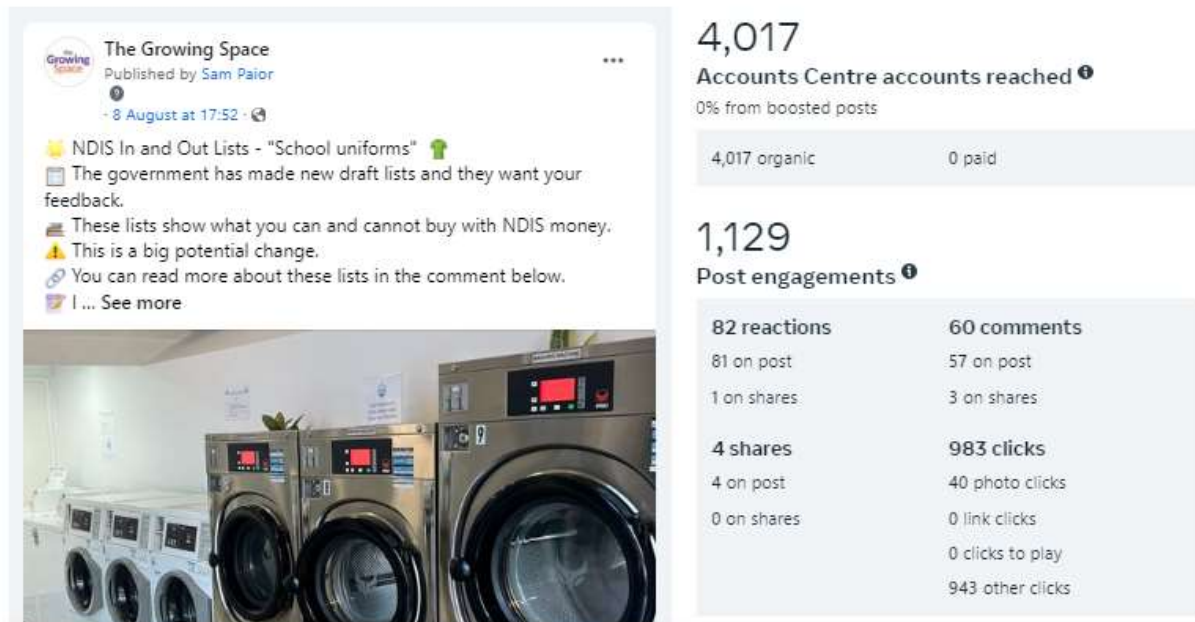 The Growing Space
Published by Sam Paior
- 8 August at 17:52 ·
NDIS In and Out Lists - "School uniforms"
The government has made new draft lists and they want your
feedback.
These lists show what you can and cannot buy with NDIS money.
This is a big potential change.
You can read more about these lists in the comment below.
I ... See more
9
8
4,017
Accounts Centre accounts reached
0% from boosted posts
4,017 organic
0 paid
1,129
Post engagements
82 reactions
60 comments
81 on post
57 on post
1 on shares
3 on shares
4 shares
983 clicks
4 on post
40 photo clicks
0 on shares
0 link clicks
0 clicks to play
943 other clicks